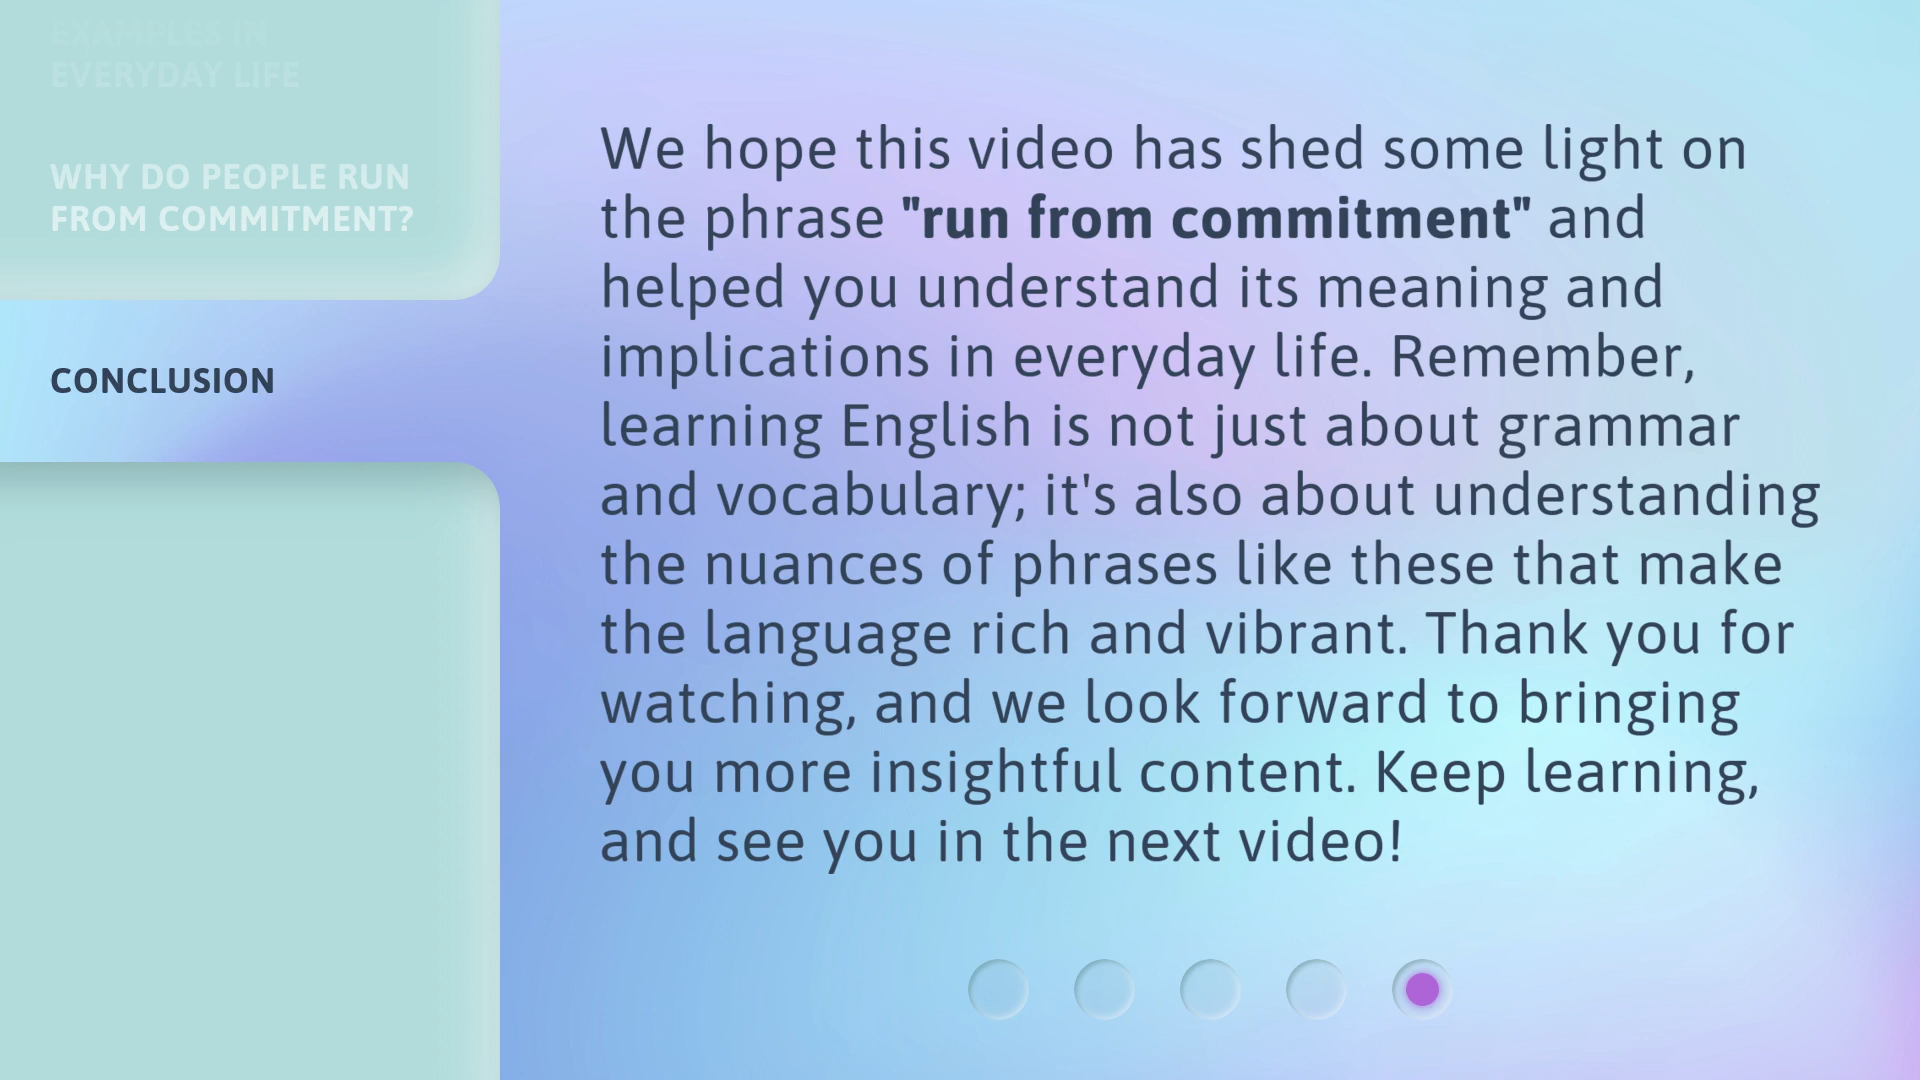 EXAMPLES IN
EVERYDAY LIFE
WHY DO PEOPLE RUN
FROM COMMITMENT?
CONCLUSION
We hope this video has shed some light on
the phrase "run from commitment" and
helped you understand its meaning and
implications in everyday life. Remember,
learning English is not just about grammar
and vocabulary; it's also about understanding
the nuances of phrases like these that make
the language rich and vibrant. Thank you for
watching, and we look forward to bringing
you more insightful content. Keep learning,
and see you in the next video!